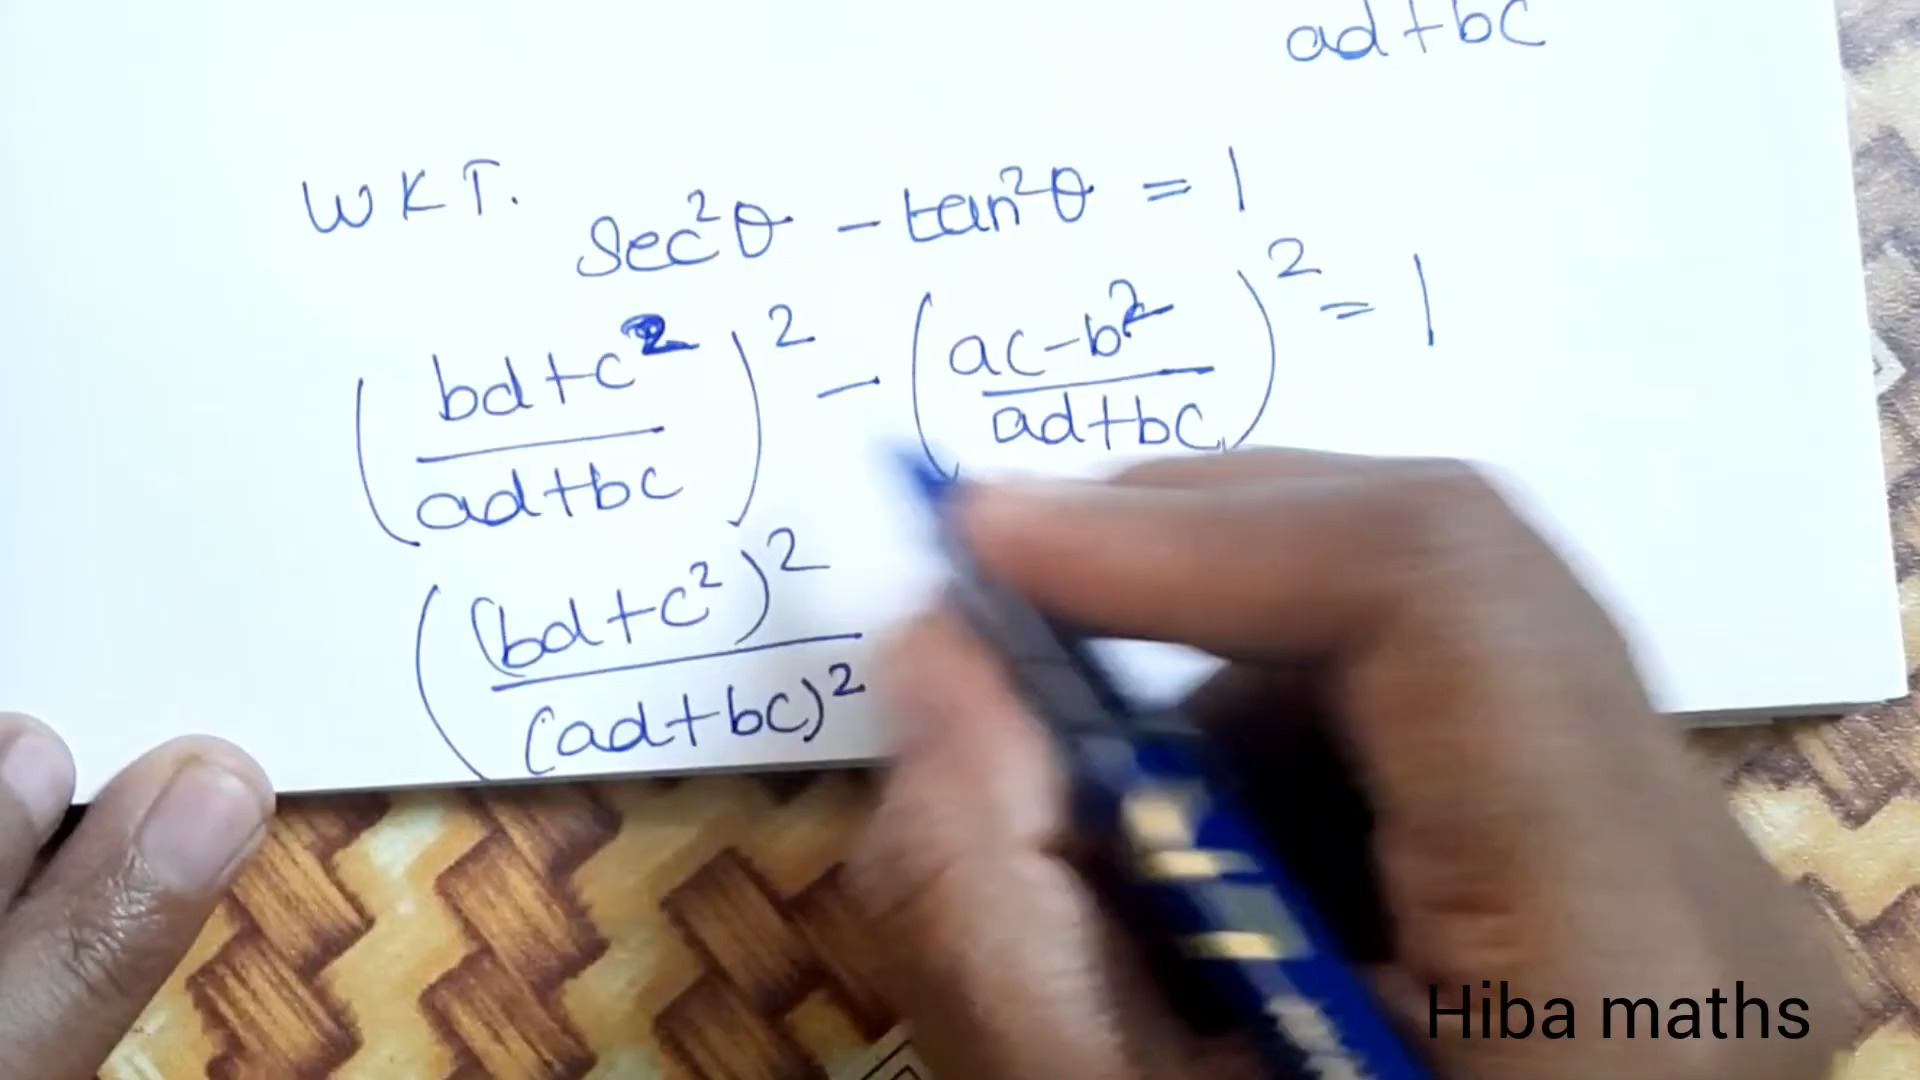 ad+bc
WKT. sec²θ - tan²θ = 1
(bd+c²/ad+bc)² - (ac-b²/ad+bc)² = 1
((bd+c²)²/(ad+bc)²
Hiba maths